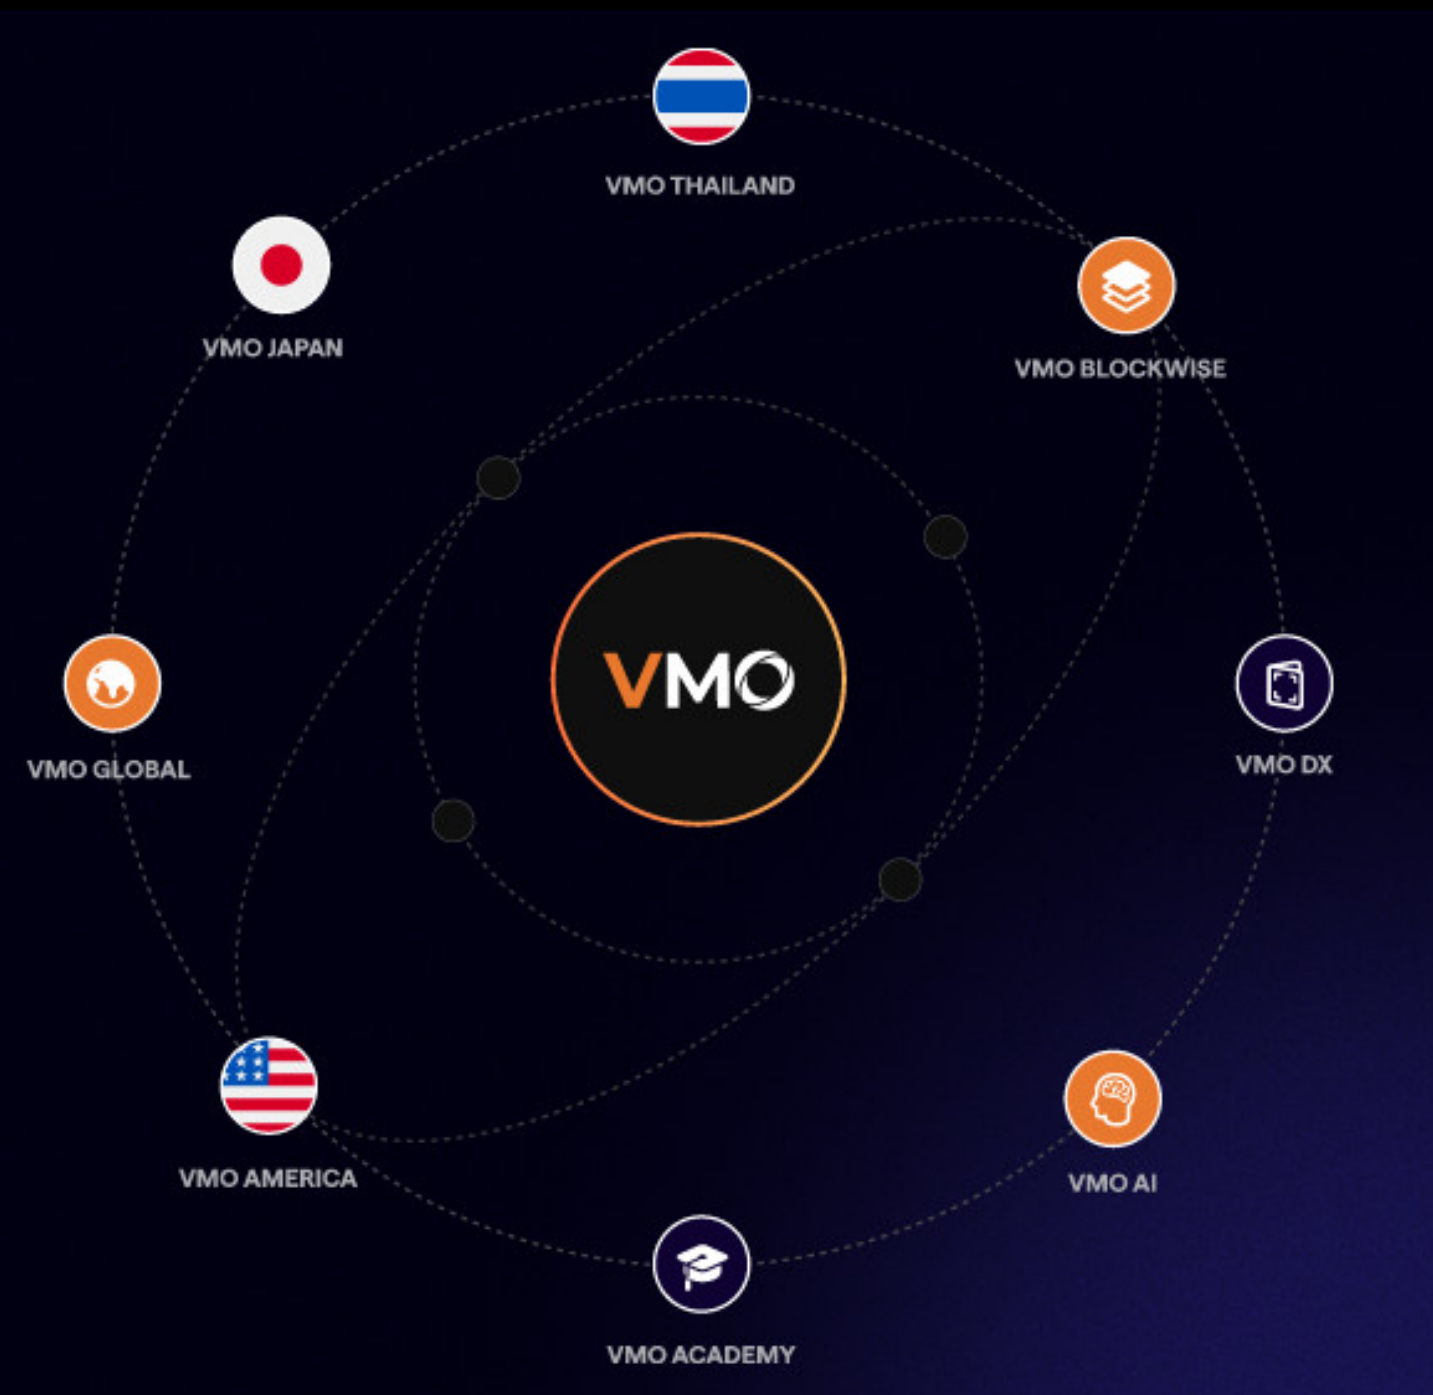 VMO THAILAND
VMO JAPAN
VMO BLOCKWISE
VMO
VMO GLOBAL
VMO DX
VMO AMERICA
VMO AI
VMO ACADEMY